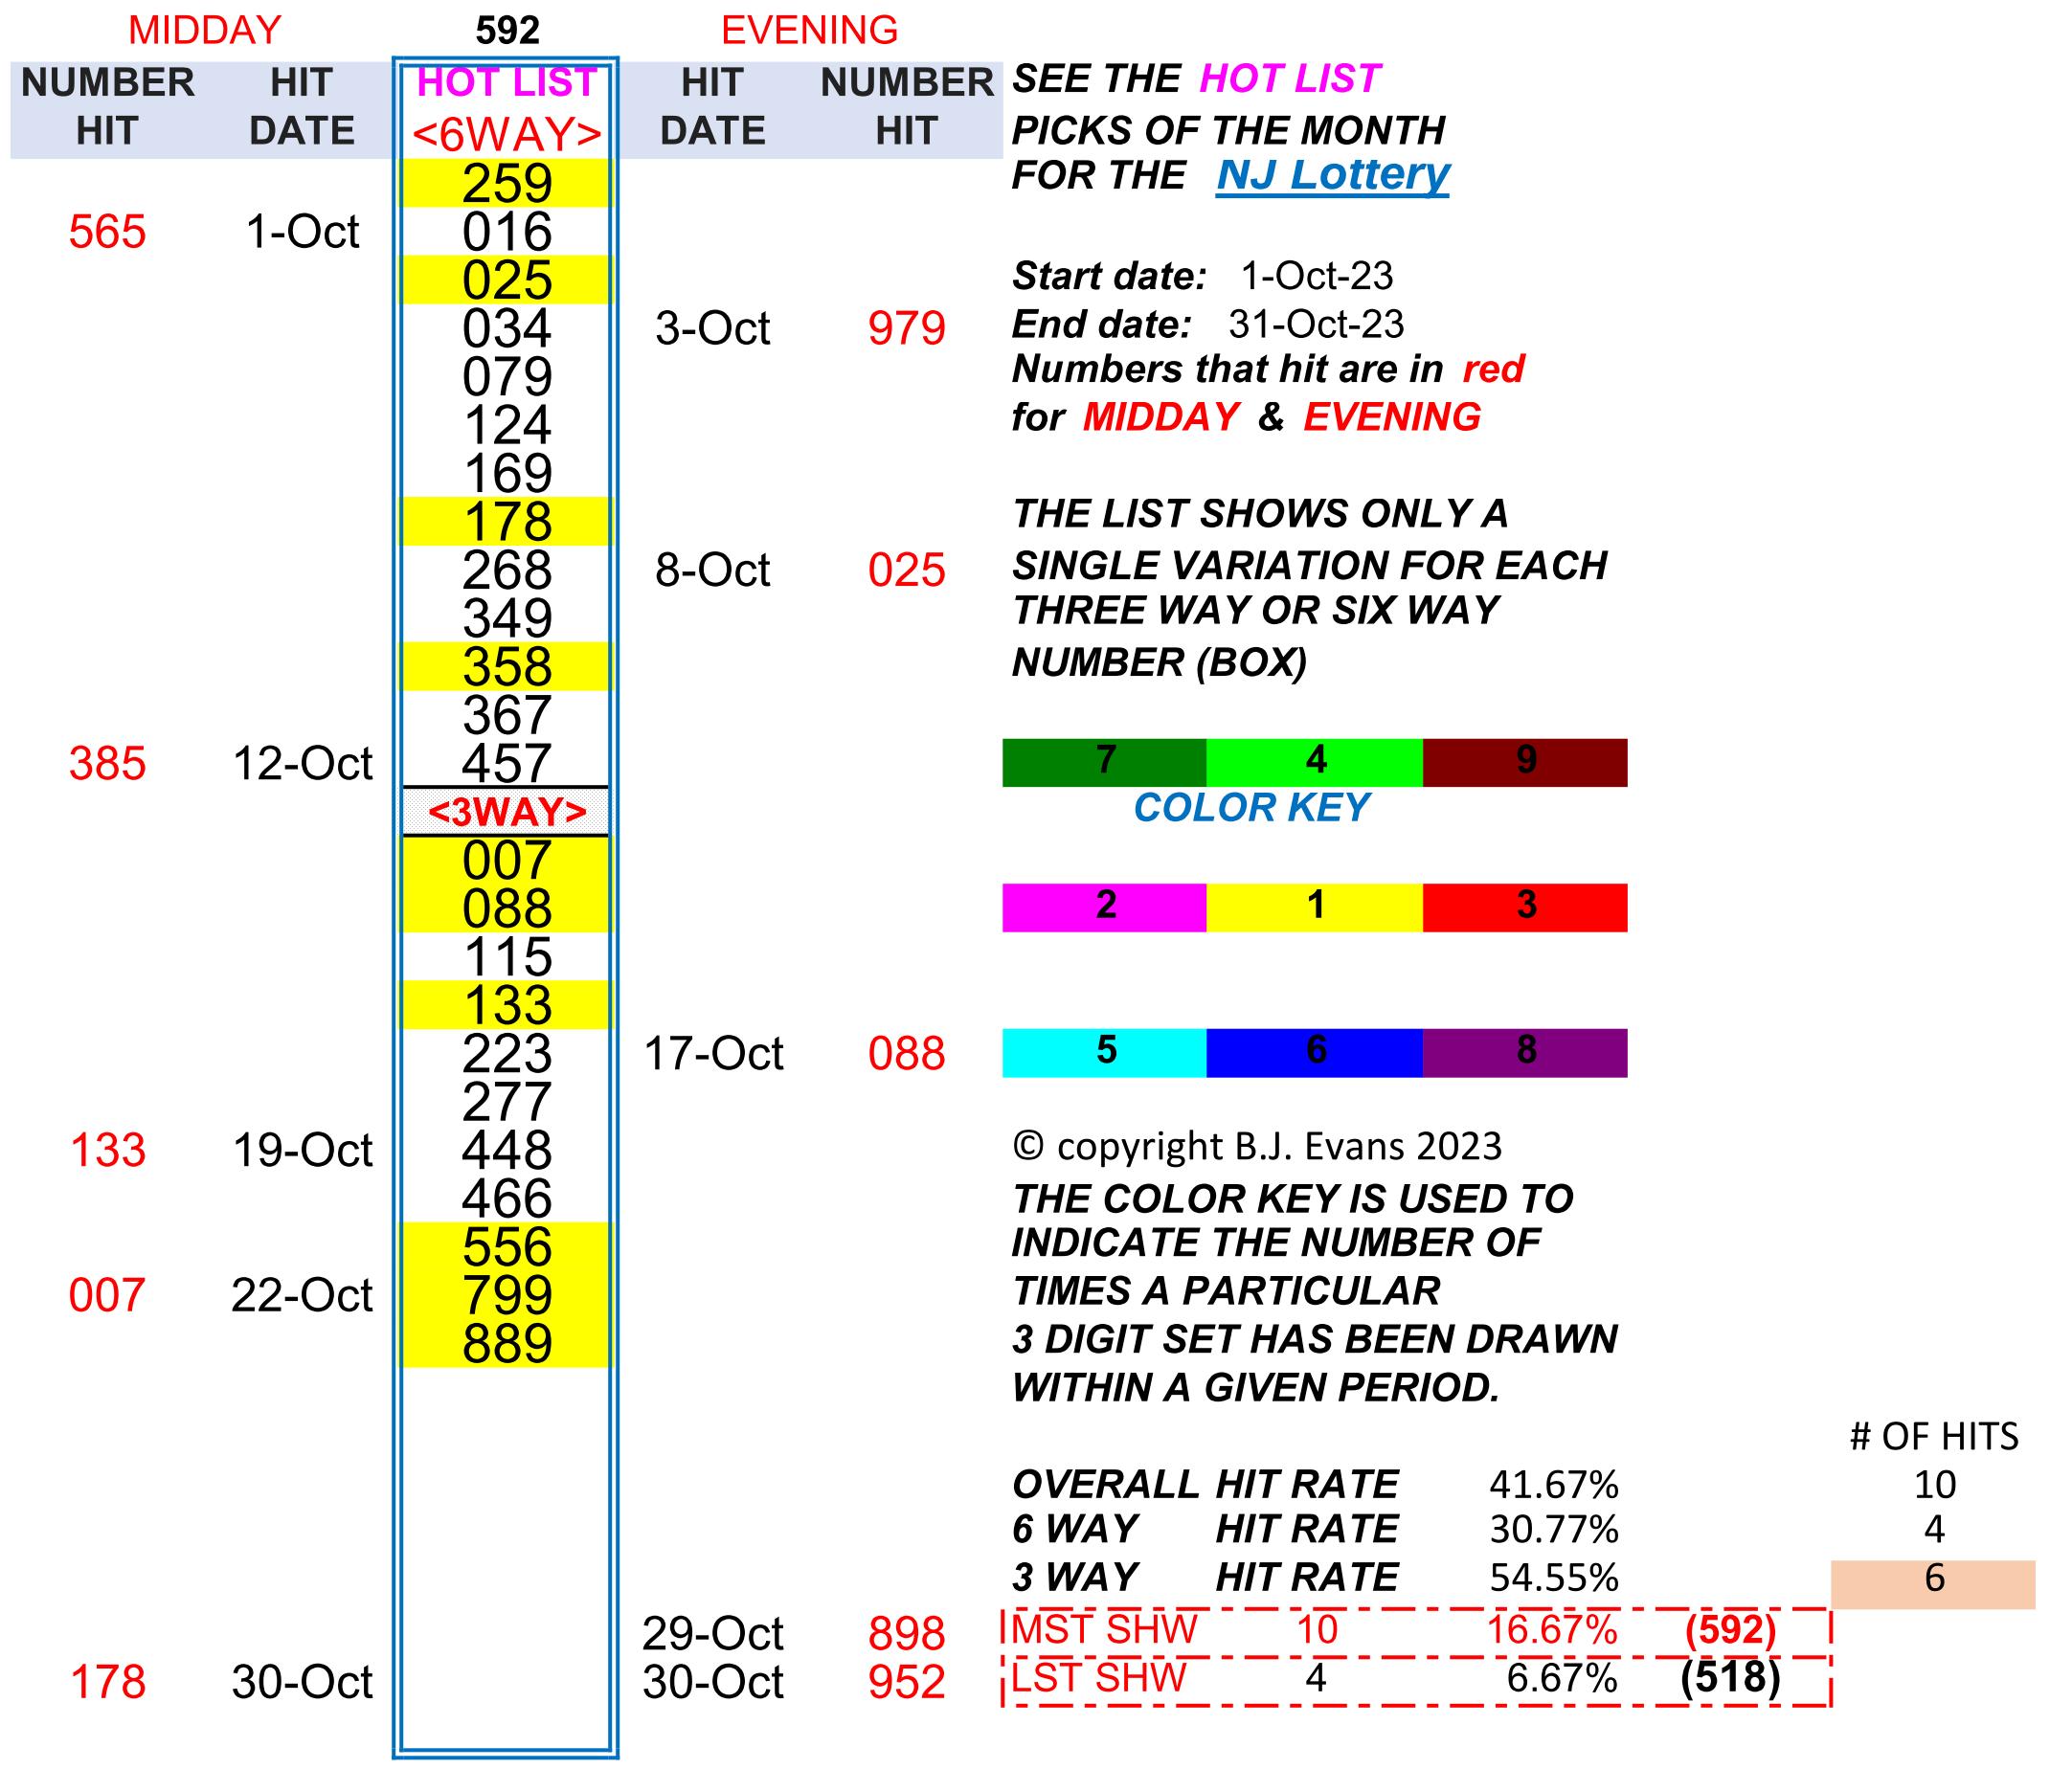 MIDDAY 592 EVENING
NUMBER HIT HOT LIST HIT NUMBER SEE THE HOT LIST
HIT DATE <6WAY> DATE HIT PICKS OF THE MONTH
259 FOR THE NJ Lottery
565 1-Oct 016
025 Start date: 1-Oct-23
034 3-Oct 979 End date: 31-Oct-23
079 Numbers that hit are in red
124 for MIDDAY & EVENING
169
178 THE LIST SHOWS ONLY A
268 8-Oct 025 SINGLE VARIATION FOR EACH
349 THREE WAY OR SIX WAY
358 NUMBER (BOX)
367
385 12-Oct 457 7 4 9
<3WAY> COLOR KEY
007
088 2 1 3
115
133
223 17-Oct 088 5 6 8
277
133 19-Oct 448 © copyright B.J. Evans 2023
466 THE COLOR KEY IS USED TO
556 INDICATE THE NUMBER OF
007 22-Oct 799 TIMES A PARTICULAR
889 3 DIGIT SET HAS BEEN DRAWN
WITHIN A GIVEN PERIOD.
# OF HITS
OVERALL HIT RATE 41.67% 10
6 WAY HIT RATE 30.77% 4
3 WAY HIT RATE 54.55% 6
29-Oct 898 MST SHW 10 16.67% (592)
178 30-Oct 30-Oct 952 LST SHW 4 6.67% (518)